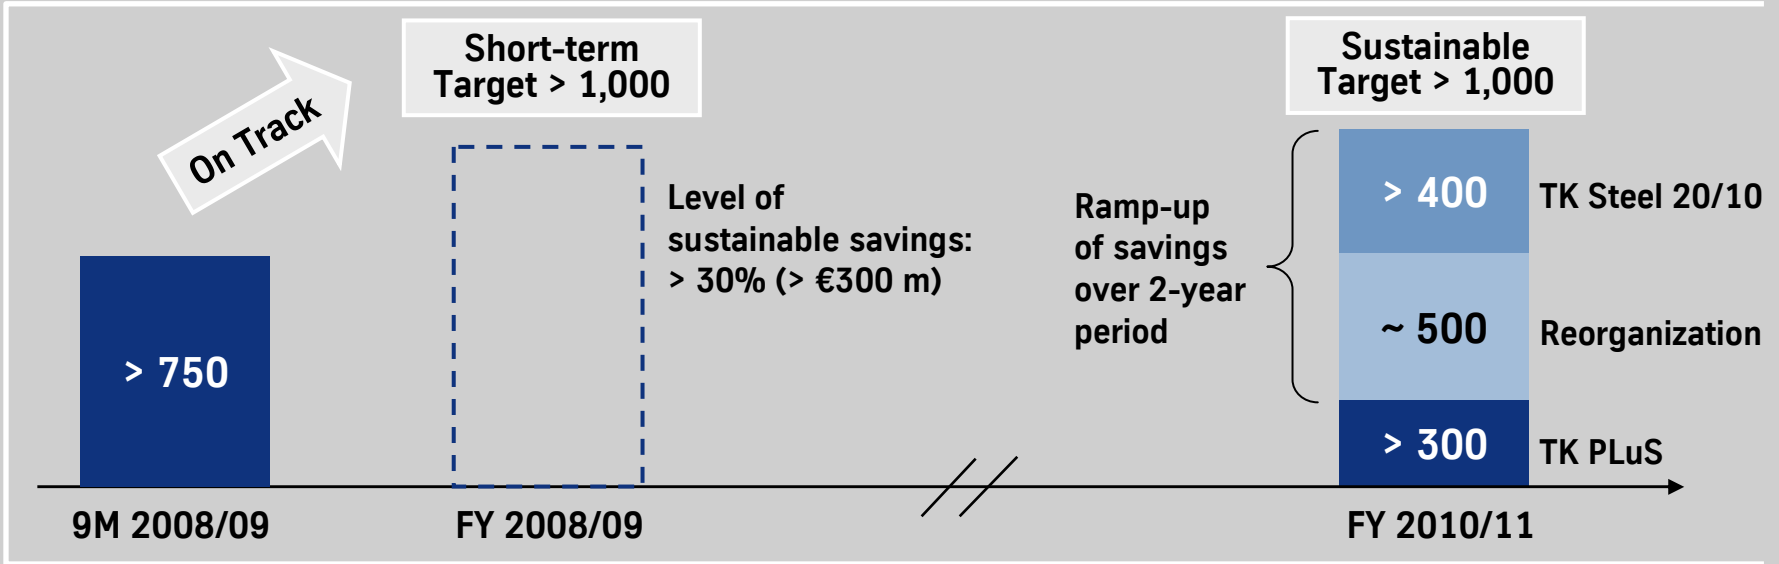 On Track
Short-term
Target > 1,000
Sustainable
Target > 1,000
> 750
Level of
sustainable savings:
> 30% (> €300 m)
Ramp-up
of savings
over 2-year
period
> 400
TK Steel 20/10
~ 500
Reorganization
> 300
TK PLuS
9M 2008/09
FY 2008/09
FY 2010/11